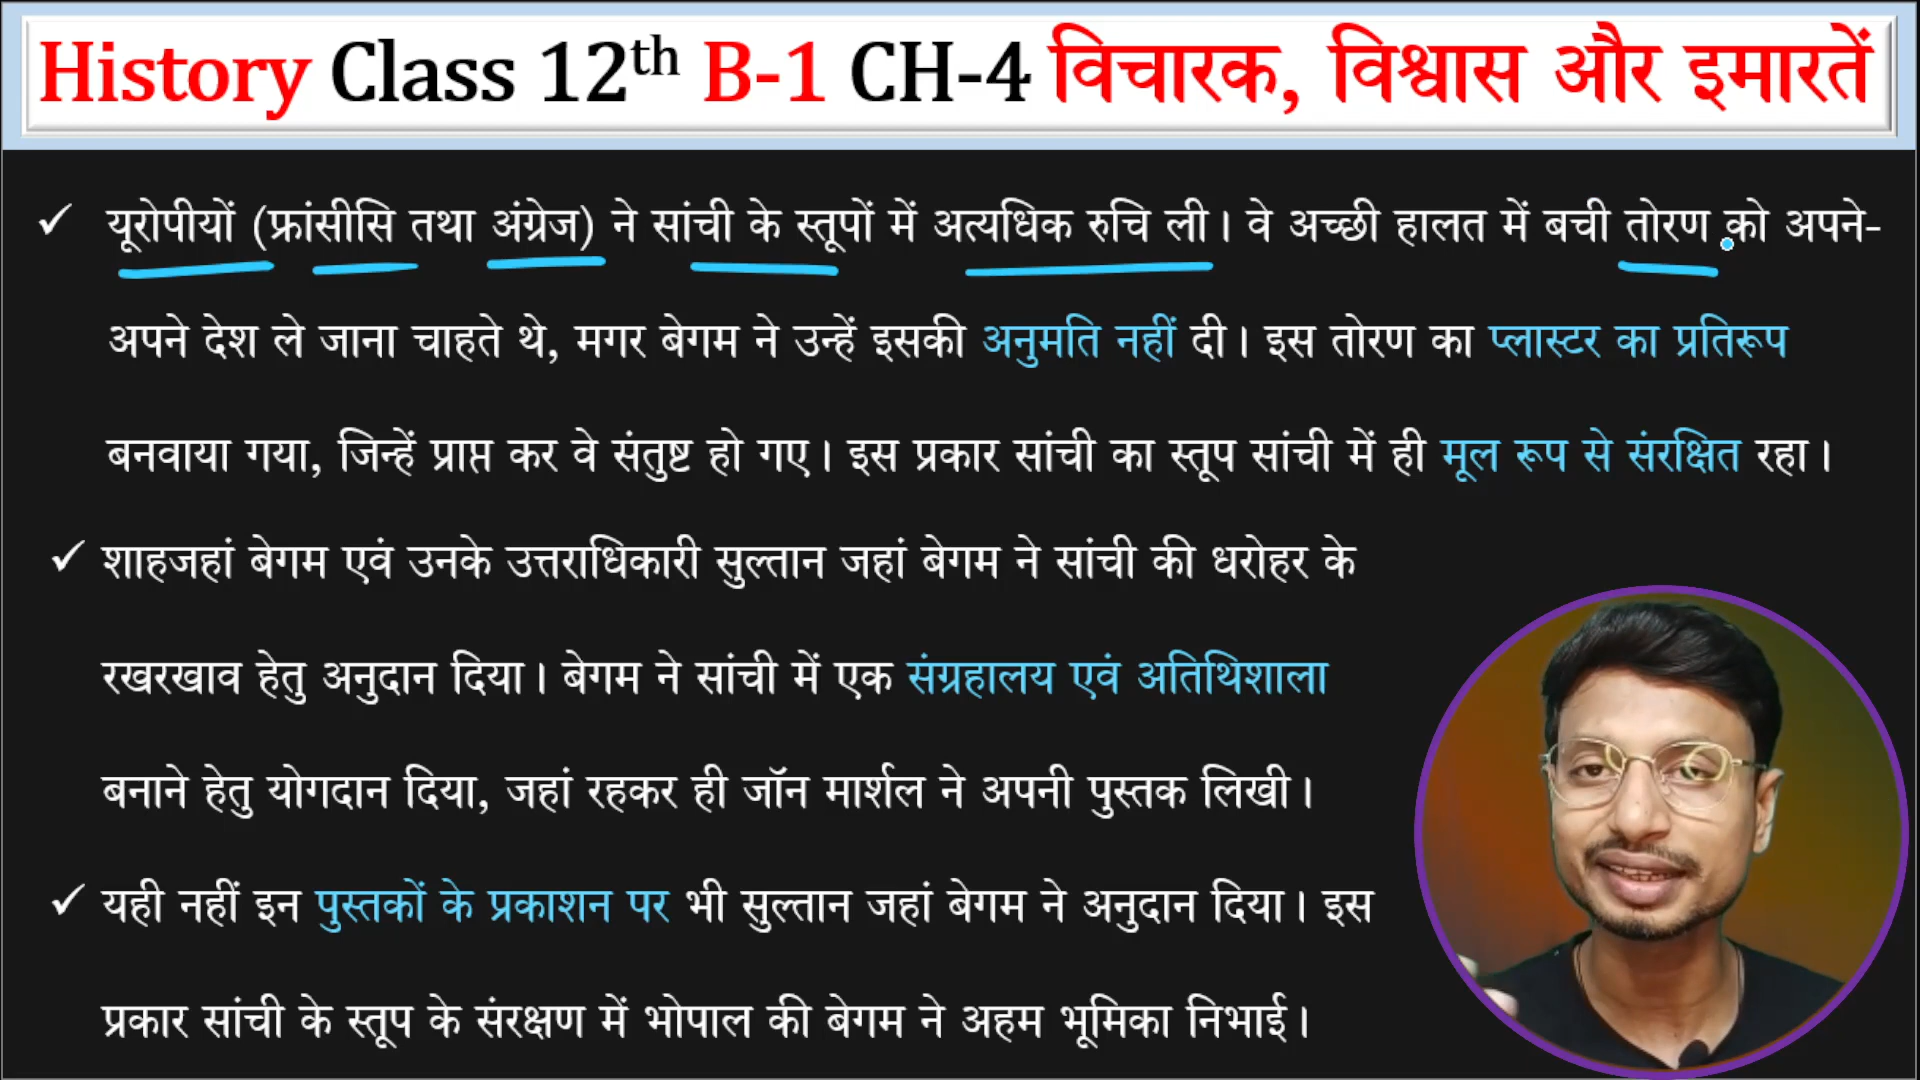 History Class 12th B-1 CH-4 विचारक, विश्वास और इमारतें
✓ यूरोपीयों (फ्रांसीसि तथा अंग्रेज) ने सांची के स्तूपों में अत्यधिक रुचि ली। वे अच्छी हालत में बची तोरण को अपने-
अपने देश ले जाना चाहते थे, मगर बेगम ने उन्हें इसकी अनुमति नहीं दी। इस तोरण का प्लास्टर का प्रतिरूप
बनवाया गया, जिन्हें प्राप्त कर वे संतुष्ट हो गए। इस प्रकार सांची का स्तूप सांची में ही मूल रूप से संरक्षित रहा।
✓ शाहजहां बेगम एवं उनके उत्तराधिकारी सुल्तान जहां बेगम ने सांची की धरोहर के
रखरखाव हेतु अनुदान दिया। बेगम ने सांची में एक संग्रहालय एवं अतिथिशाला
बनाने हेतु योगदान दिया, जहां रहकर ही जॉन मार्शल ने अपनी पुस्तक लिखी।
✓ यही नहीं इन पुस्तकों के प्रकाशन पर भी सुल्तान जहां बेगम ने अनुदान दिया। इस
प्रकार सांची के स्तूप के संरक्षण में भोपाल की बेगम ने अहम भूमिका निभाई।